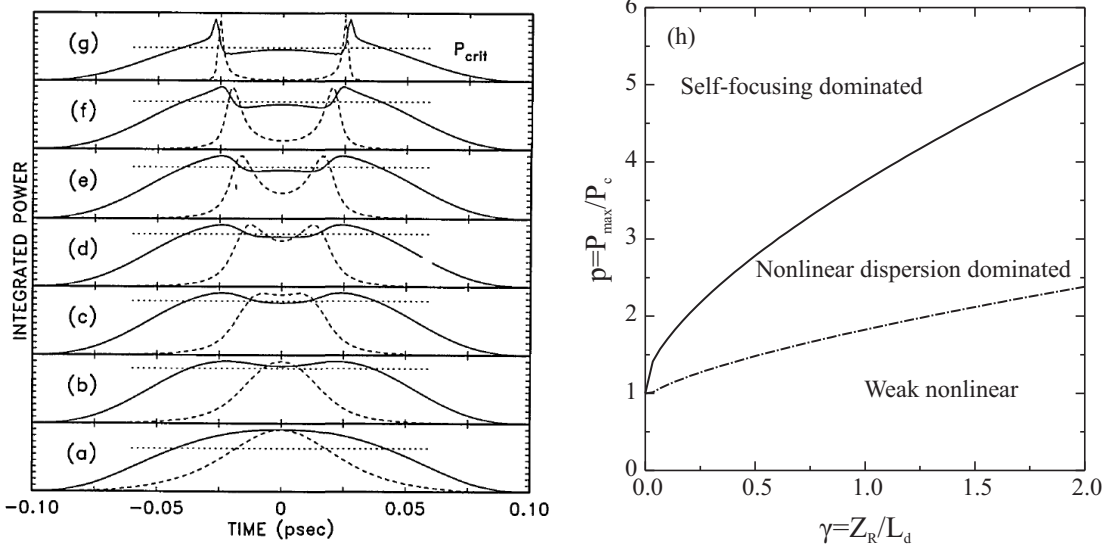 (g)
P_crit
(f)
(e)
(d)
(c)
(b)
(a)
INTEGRATED POWER
-0.10
-0.05
0
0.05
0.10
TIME (psec)
(h)
Self-focusing dominated
Nonlinear dispersion dominated
Weak nonlinear
6
5
4
3
2
1
0
p=P_max/P_c
0.0
0.5
1.0
1.5
2.0
γ=Z_R/L_d